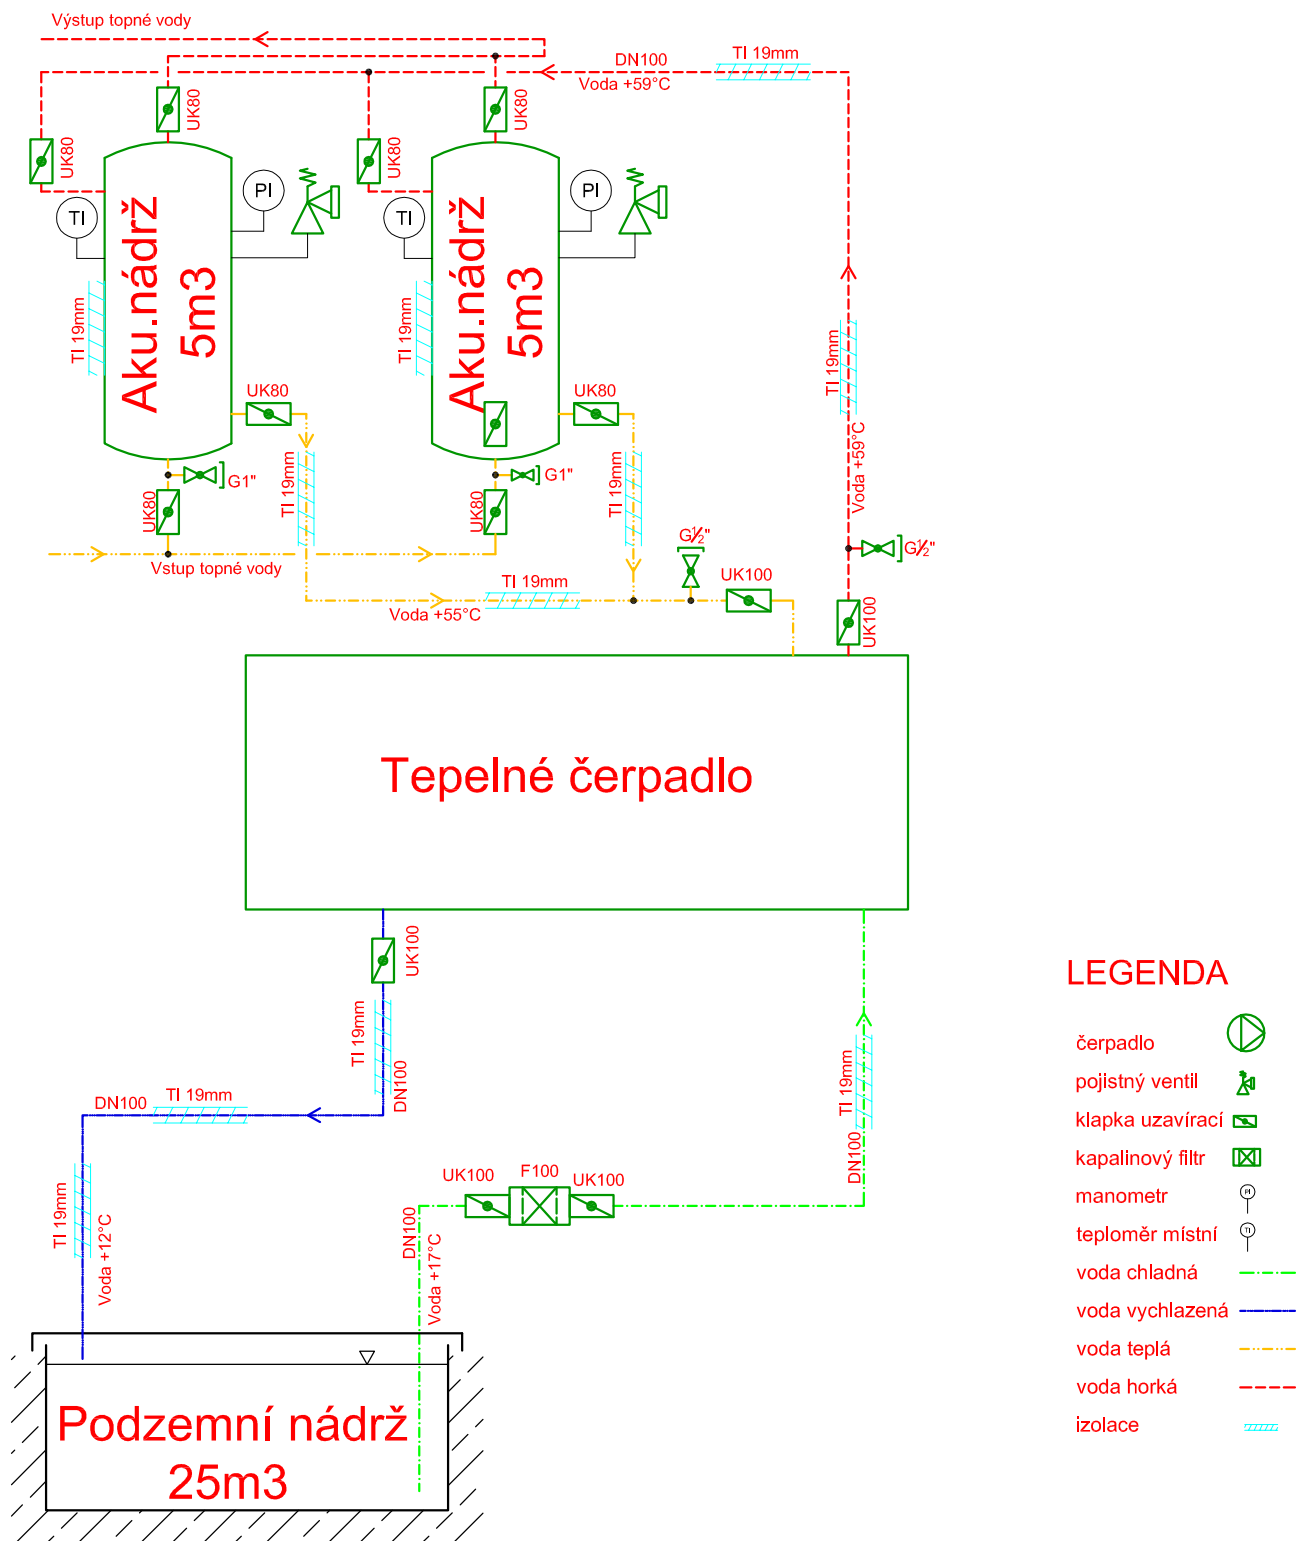 Výstup topné vody
DN100
Voda +59°C
TI 19mm
UK80
UK80
UK80
UK80
TI
PI
TI
PI
Aku.nádrž
5m3
Aku.nádrž
5m3
TI 19mm
TI 19mm
TI 19mm
Voda +59°C
UK80
UK80
TI 19mm
TI 19mm
G1"
G1"
UK80
UK80
Vstup topné vody
G½"
G½"
TI 19mm
Voda +55°C
UK100
UK100
Tepelné čerpadlo
UK100
TI 19mm
DN100
DN100
TI 19mm
TI 19mm
Voda +12°C
UK100
F100
UK100
DN100
Voda +17°C
TI 19mm
DN100
Podzemní nádrž
25m3
LEGENDA
čerpadlo
pojistný ventil
klapka uzavírací
kapalinový filtr
manometr
PI
teploměr místní
TI
voda chladná
voda vychlazená
voda teplá
voda horká
izolace